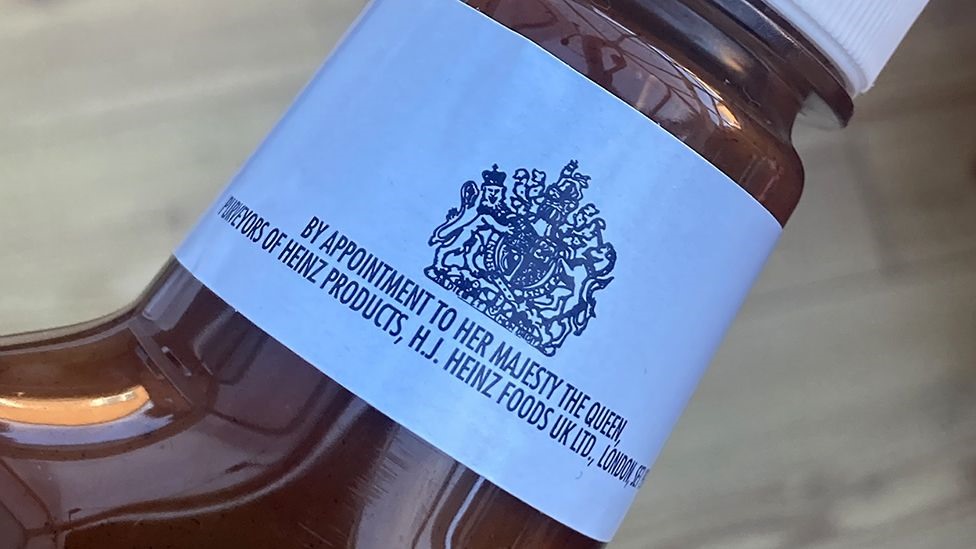 BY APPOINTMENT TO HER MAJESTY THE QUEEN,
PURVEYORS OF HEINZ PRODUCTS, H.J. HEINZ FOODS UK LTD., LONDON,